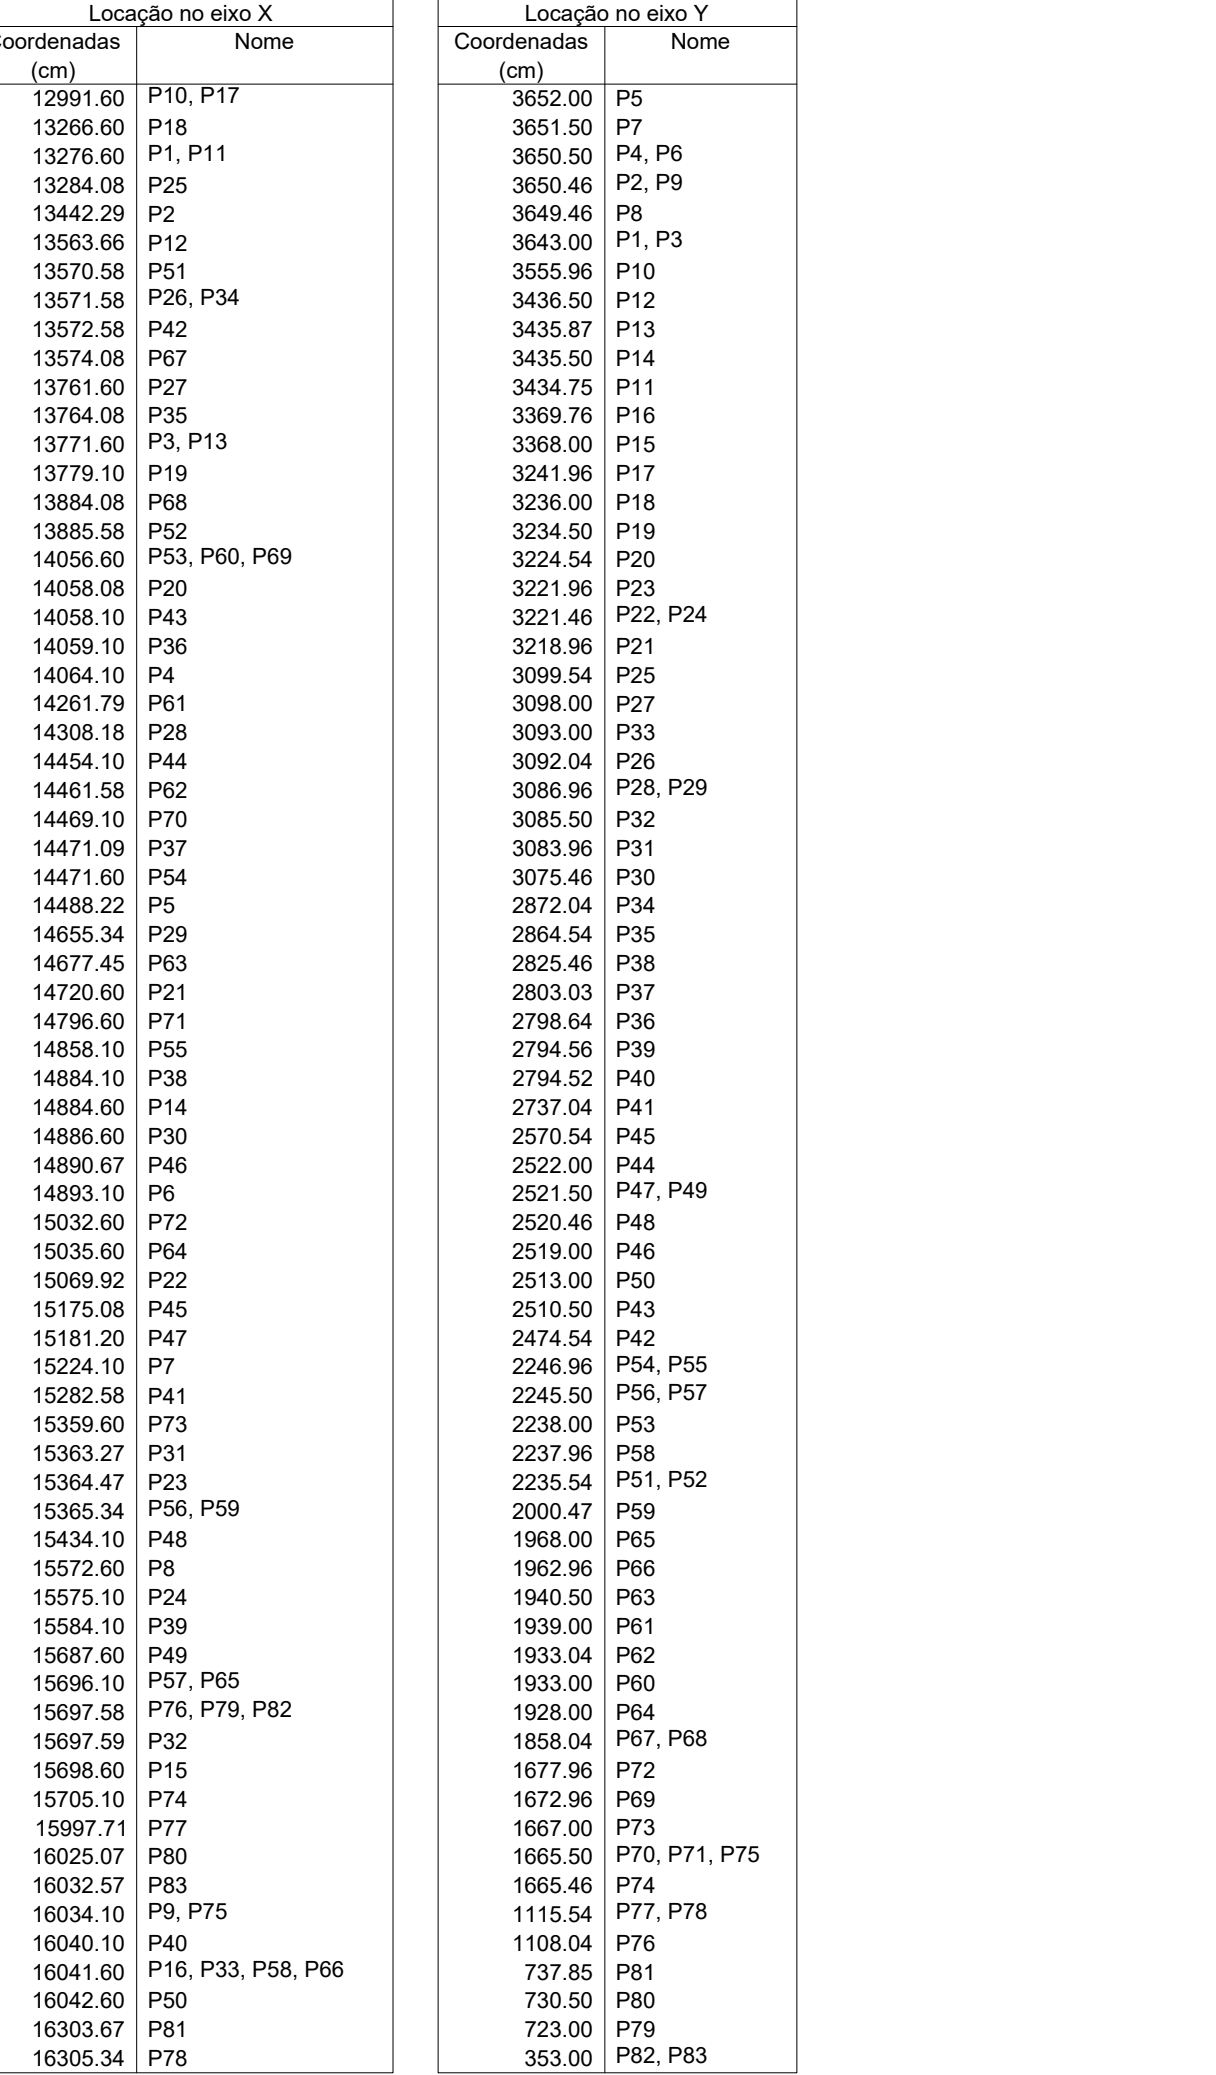 Locação no eixo X
Coordenadas Nome
(cm)
12991.60 P10, P17
13266.60 P18
13276.60 P1, P11
13284.08 P25
13442.29 P2
13563.66 P12
13570.58 P51
13571.58 P26, P34
13572.58 P42
13574.08 P67
13761.60 P27
13764.08 P35
13771.60 P3, P13
13779.10 P19
13884.08 P68
13885.58 P52
14056.60 P53, P60, P69
14058.08 P20
14058.10 P43
14059.10 P36
14064.10 P4
14261.79 P61
14308.18 P28
14454.10 P44
14461.58 P62
14469.10 P70
14471.09 P37
14471.60 P54
14488.22 P5
14655.34 P29
14677.45 P63
14720.60 P21
14796.60 P71
14858.10 P55
14884.10 P38
14884.60 P14
14886.60 P30
14890.67 P46
14893.10 P6
15032.60 P72
15035.60 P64
15069.92 P22
15175.08 P45
15181.20 P47
15224.10 P7
15282.58 P41
15359.60 P73
15363.27 P31
15364.47 P23
15365.34 P56, P59
15434.10 P48
15572.60 P8
15575.10 P24
15584.10 P39
15687.60 P49
15696.10 P57, P65
15697.58 P76, P79, P82
15697.59 P32
15698.60 P15
15705.10 P74
15997.71 P77
16025.07 P80
16032.57 P83
16034.10 P9, P75
16040.10 P40
16041.60 P16, P33, P58, P66
16042.60 P50
16303.67 P81
16305.34 P78
Locação no eixo Y
Coordenadas Nome
(cm)
3652.00 P5
3651.50 P7
3650.50 P4, P6
3650.46 P2, P9
3649.46 P8
3643.00 P1, P3
3555.96 P10
3436.50 P12
3435.87 P13
3435.50 P14
3434.75 P11
3369.76 P16
3368.00 P15
3241.96 P17
3236.00 P18
3234.50 P19
3224.54 P20
3221.96 P23
3221.46 P22, P24
3218.96 P21
3099.54 P25
3098.00 P27
3093.00 P33
3092.04 P26
3086.96 P28, P29
3085.50 P32
3083.96 P31
3075.46 P30
2872.04 P34
2864.54 P35
2825.46 P38
2803.03 P37
2798.64 P36
2794.56 P39
2794.52 P40
2737.04 P41
2570.54 P45
2522.00 P44
2521.50 P47, P49
2520.46 P48
2519.00 P46
2513.00 P50
2510.50 P43
2474.54 P42
2246.96 P54, P55
2245.50 P56, P57
2238.00 P53
2237.96 P58
2235.54 P51, P52
2000.47 P59
1968.00 P65
1962.96 P66
1940.50 P63
1939.00 P61
1933.04 P62
1933.00 P60
1928.00 P64
1858.04 P67, P68
1677.96 P72
1672.96 P69
1667.00 P73
1665.50 P70, P71, P75
1665.46 P74
1115.54 P77, P78
1108.04 P76
737.85 P81
730.50 P80
723.00 P79
353.00 P82, P83